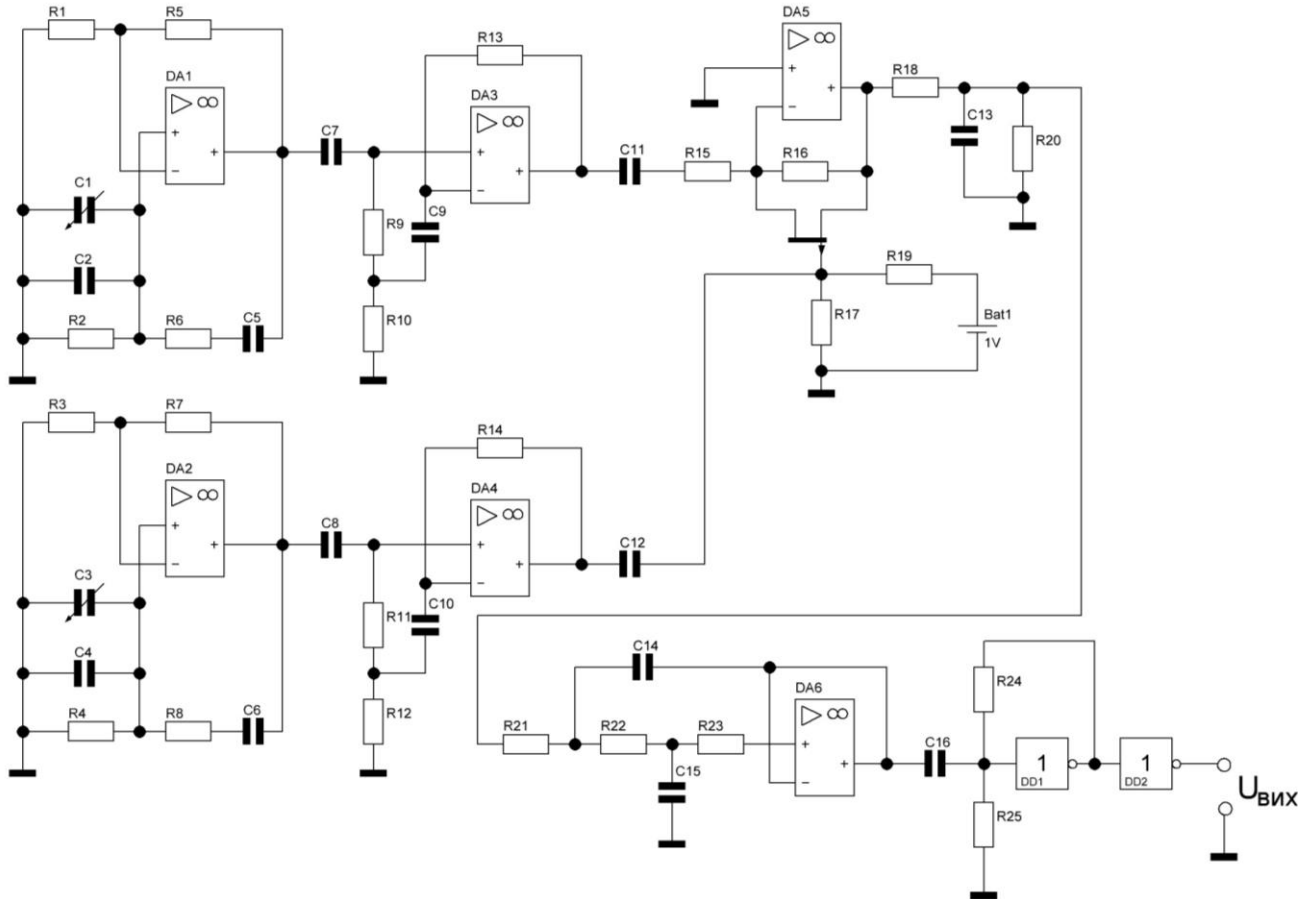 R1
R5
DA1
▷ ∞
+
−
+
C1
C2
R2
R6
C5
C7
R13
DA3
▷ ∞
+
−
+
R9
C9
R10
C11
R15
DA5
▷ ∞
+
−
+
R16
R18
C13
R20
R19
R17
Bat1
1V
R3
R7
DA2
▷ ∞
+
−
+
C3
C4
R4
R8
C6
C8
R14
DA4
▷ ∞
+
−
+
R11
C10
R12
C12
C14
R21
R22
R23
C15
DA6
▷ ∞
+
−
+
C16
R24
R25
1
DD1
1
DD2
Uвих